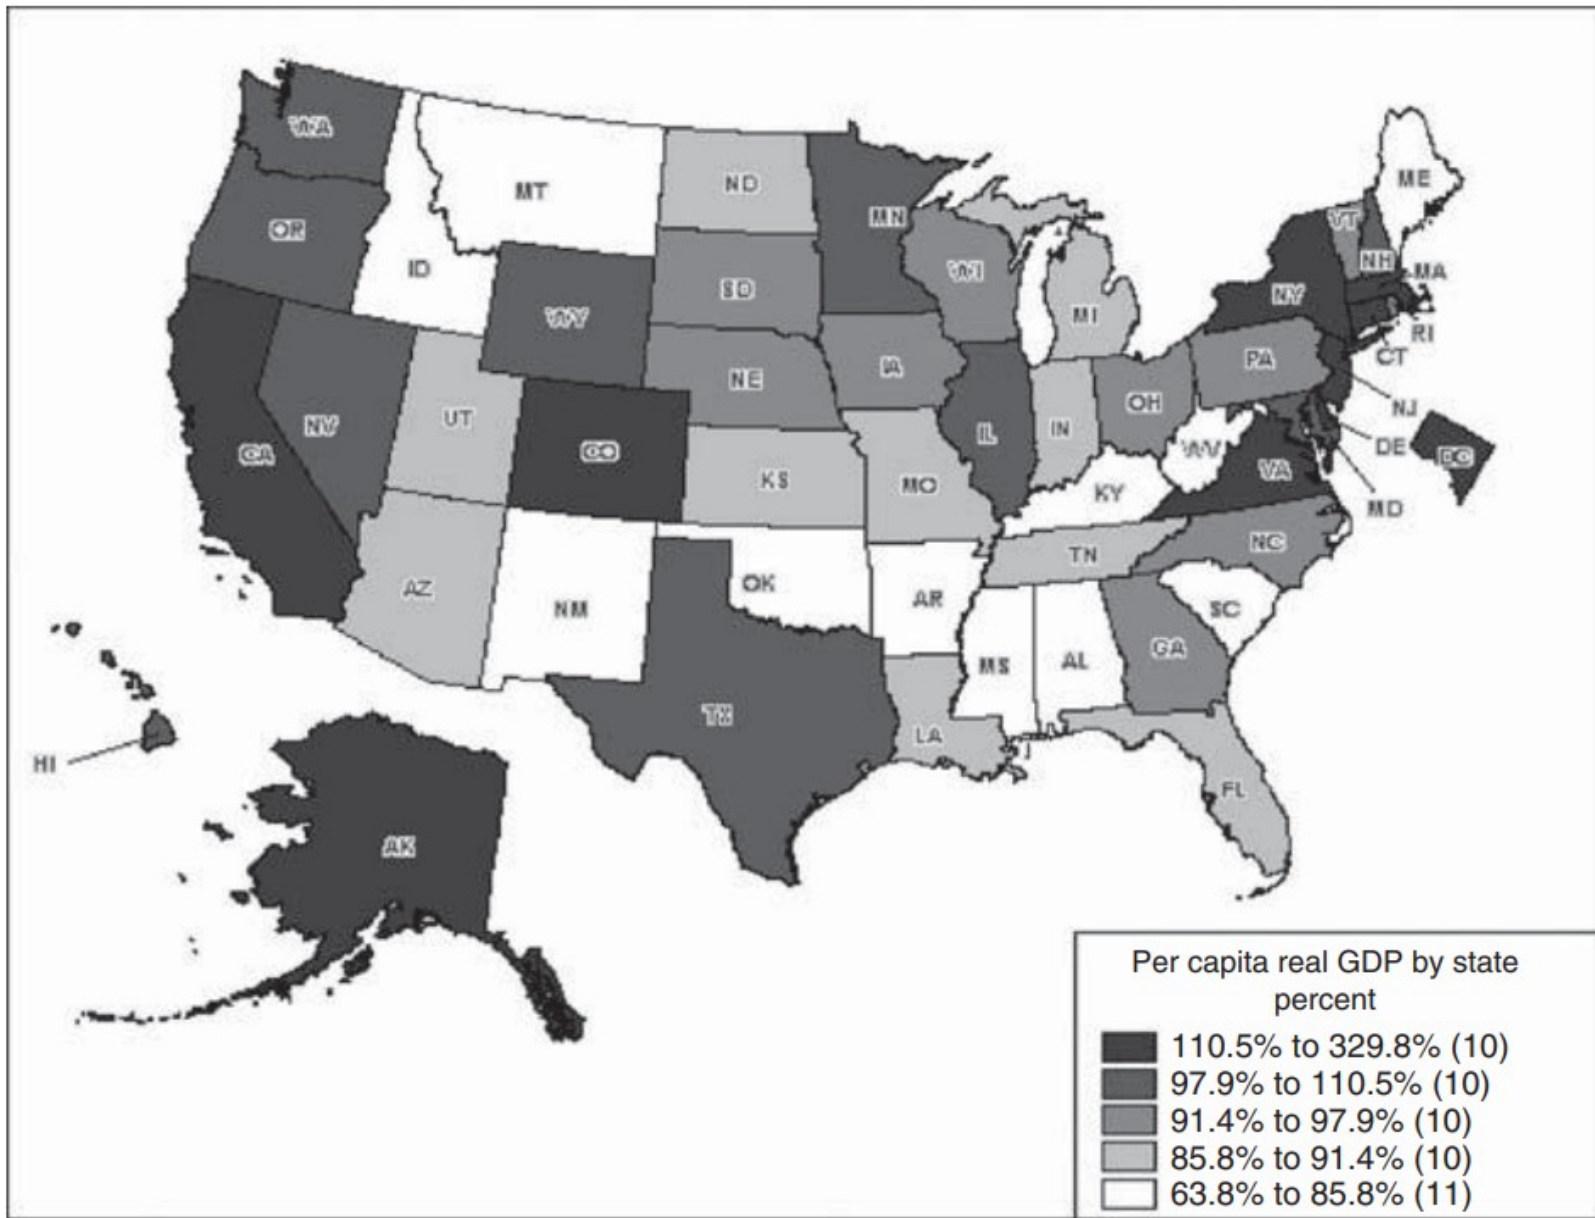 WA
MT
ND
MN
ME
VT
NH
MA
OR
ID
SD
WI
MI
NY
RI
CT
WY
IA
PA
NE
NJ
NV
UT
CO
IL
IN
OH
DE
DC
CA
KS
MO
WV
VA
MD
KY
AZ
NM
OK
AR
TN
NC
SC
MS
AL
GA
TX
LA
FL
HI
AK
Per capita real GDP by state
percent
110.5% to 329.8% (10)
97.9% to 110.5% (10)
91.4% to 97.9% (10)
85.8% to 91.4% (10)
63.8% to 85.8% (11)